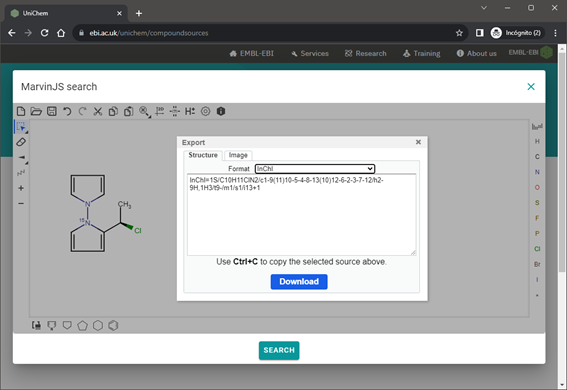 UniChem
Incógnito (2)
ebi.ac.uk/unichem/compoundsources
EMBL-EBI
Services
Research
Training
About us
EMBL-EBI
MarvinJS search
Export
Structure
Image
Format
InChI
InChI=1S/C10H11ClN2/c1-9(11)10-5-4-8-13(10)12-6-2-3-7-12/h2-
9H,1H3/t9-/m1/s1/i13+1
Use Ctrl+C to copy the selected source above.
Download
CH3
15N
N
Cl
H
C
N
O
S
F
P
Cl
Br
I
*
SEARCH